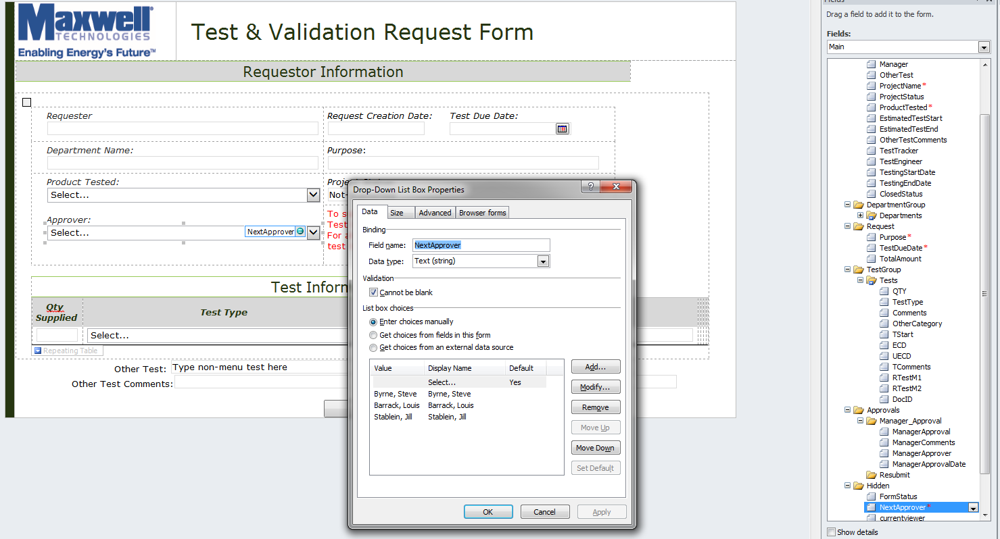 Maxwell®
TECHNOLOGIES
Enabling Energy's Future™
Test & Validation Request Form
Requestor Information
Requester
Request Creation Date:
Test Due Date:
Department Name:
Purpose:
Product Tested:
Select...
Not-
Approver:
Select...
NextApprover
To s
Test
For a
test
Test Inform
Qty
Supplied
Test Type
Select...
Repeating Table
Other Test:
Type non-menu test here
Other Test Comments:
Drop-Down List Box Properties
?
Data
Size
Advanced
Browser forms
Binding
Field name:
NextApprover
Data type:
Text (string)
Validation
Cannot be blank
List box choices
Enter choices manually
Get choices from fields in this form
Get choices from an external data source
Value Display Name Default
Select... Yes
Byrne, Steve Byrne, Steve
Barrack, Louis Barrack, Louis
Stablein, Jill Stablein, Jill
Add...
Modify...
Remove
Move Up
Move Down
Set Default
OK
Cancel
Apply
Drag a field to add it to the form.
Fields:
Main
Manager
OtherTest
ProjectName*
ProjectStatus
ProductTested*
EstimatedTestStart
EstimatedTestEnd
OtherTestComments
TestTracker
TestEngineer
TestingStartDate
TestingEndDate
ClosedStatus
DepartmentGroup
Departments
Request
Purpose*
TestDueDate*
TotalAmount
TestGroup
Tests
QTY
TestType
Comments
OtherCategory
TStart
ECD
UECD
TComments
RTestM1
RTestM2
DocID
Approvals
Manager_Approval
ManagerApproval
ManagerComments
ManagerApprover
ManagerApprovalDate
Resubmit
Hidden
FormStatus
NextApprover*
currentviewer
Show details